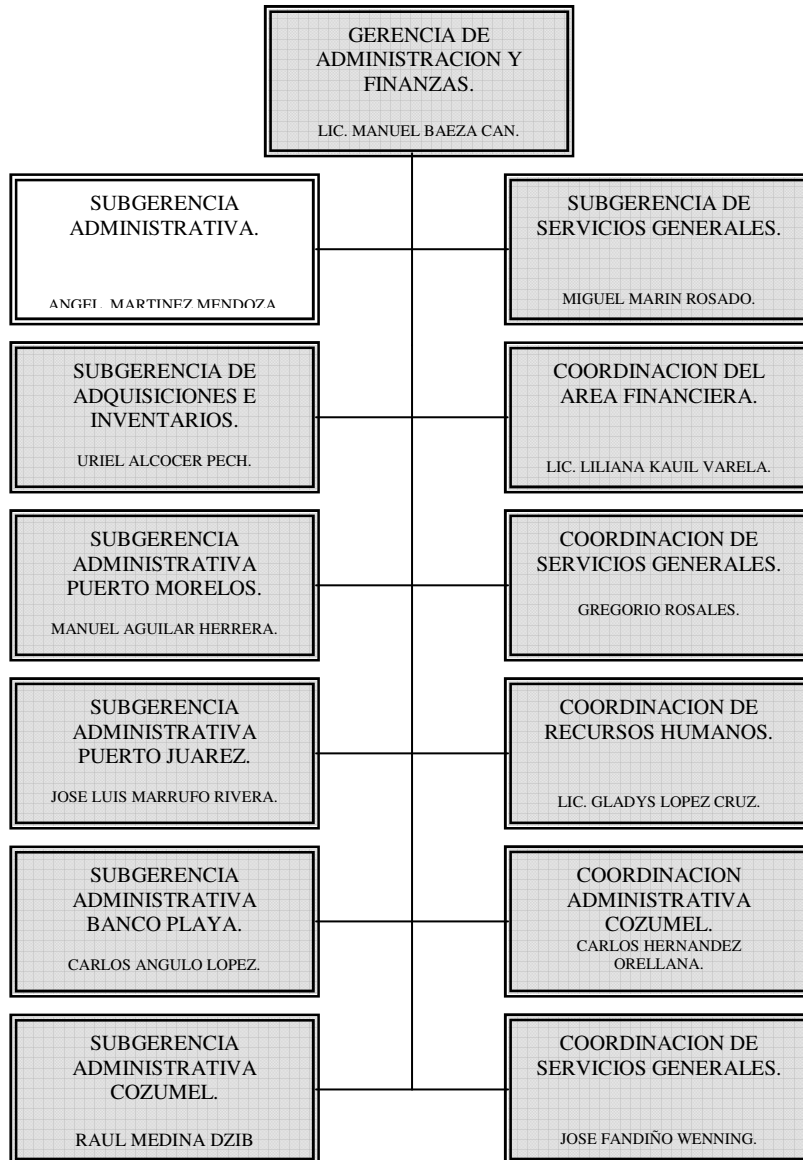 GERENCIA DE
ADMINISTRACION Y
FINANZAS.
LIC. MANUEL BAEZA CAN.
SUBGERENCIA
ADMINISTRATIVA.
ANGEL MARTINEZ MENDOZA
SUBGERENCIA DE
SERVICIOS GENERALES.
MIGUEL MARIN ROSADO.
SUBGERENCIA DE
ADQUISICIONES E
INVENTARIOS.
URIEL ALCOCER PECH.
COORDINACION DEL
AREA FINANCIERA.
LIC. LILIANA KAUIL VARELA.
SUBGERENCIA
ADMINISTRATIVA
PUERTO MORELOS.
MANUEL AGUILAR HERRERA.
COORDINACION DE
SERVICIOS GENERALES.
GREGORIO ROSALES.
SUBGERENCIA
ADMINISTRATIVA
PUERTO JUAREZ.
JOSE LUIS MARRUFO RIVERA.
COORDINACION DE
RECURSOS HUMANOS.
LIC. GLADYS LOPEZ CRUZ.
SUBGERENCIA
ADMINISTRATIVA
BANCO PLAYA.
CARLOS ANGULO LOPEZ.
COORDINACION
ADMINISTRATIVA
COZUMEL.
CARLOS HERNANDEZ
ORELLANA.
SUBGERENCIA
ADMINISTRATIVA
COZUMEL.
RAUL MEDINA DZIB
COORDINACION DE
SERVICIOS GENERALES.
JOSE FANDIÑO WENNING.